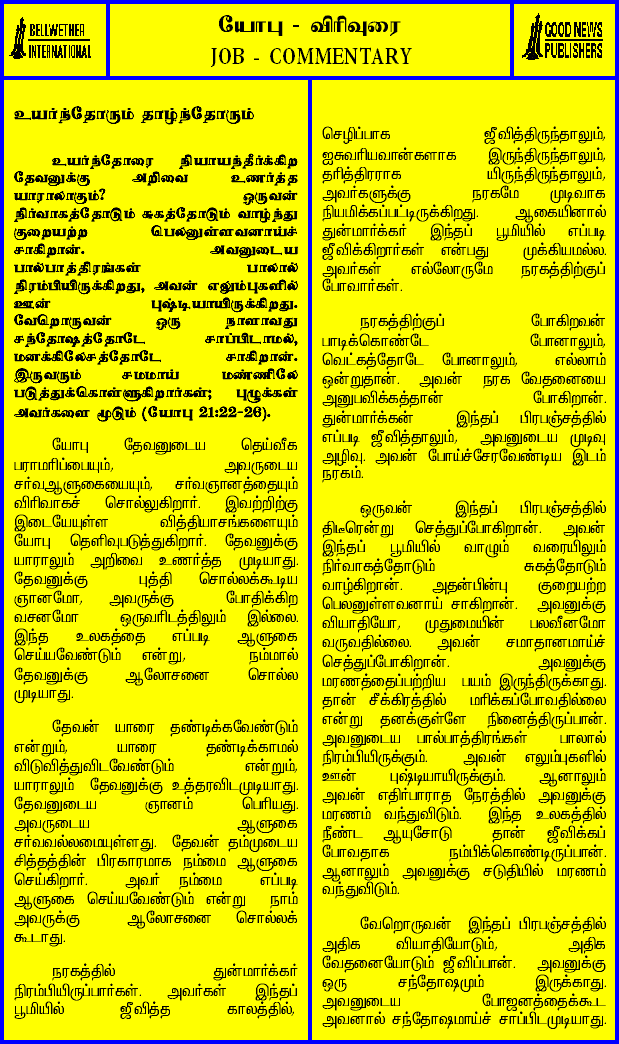 BELLWETHER
INTERNATIONAL
யோபு - விரிவுரை
JOB - COMMENTARY
GOOD NEWS
PUBLISHERS
உயர்ந்தோரும் தாழ்ந்தோரும்
உயர்ந்தோரை நியாயந்தீர்க்கிற
தேவனுக்கு அறிவை உணர்த்த
யாராலாகும்? ஒருவன்
நிர்வாகத்தோடும் சுகத்தோடும் வாழ்ந்து
குறையற்ற பெலனுள்ளவனாய்ச்
சாகிறான். அவனுடைய
பால்பாத்திரங்கள் பாலால்
நிரம்பியிருக்கிறது, அவன் எலும்புகளில்
ஊன் புஷ்டியாயிருக்கிறது.
வேறொருவன் ஒரு நாளாவது
சந்தோஷத்தோடே சாப்பிடாமல்,
மனக்கிலேசத்தோடே சாகிறான்.
இருவரும் சமமாய் மண்ணிலே
படுத்துக்கொள்ளுகிறார்கள்; புழுக்கள்
அவர்களை மூடும் (யோபு 21:22-26).
யோபு தேவனுடைய தெய்வீக
பராமரிப்பையும், அவருடைய
சர்வஆளுகையையும், சர்வஞானத்தையும்
விரிவாகச் சொல்லுகிறார். இவற்றிற்கு
இடையேயுள்ள வித்தியாசங்களையும்
யோபு தெளிவுபடுத்துகிறார். தேவனுக்கு
யாராலும் அறிவை உணர்த்த முடியாது.
தேவனுக்கு புத்தி சொல்லக்கூடிய
ஞானமோ, அவருக்கு போதிக்கிற
வசனமோ ஒருவரிடத்திலும் இல்லை.
இந்த உலகத்தை எப்படி ஆளுகை
செய்யவேண்டும் என்று, நம்மால்
தேவனுக்கு ஆலோசனை சொல்ல
முடியாது.
தேவன் யாரை தண்டிக்கவேண்டும்
என்றும், யாரை தண்டிக்காமல்
விடுவித்துவிடவேண்டும் என்றும்,
யாராலும் தேவனுக்கு உத்தரவிடமுடியாது.
தேவனுடைய ஞானம் பெரியது.
அவருடைய ஆளுகை
சர்வவல்லமையுள்ளது. தேவன் தம்முடைய
சித்தத்தின் பிரகாரமாக நம்மை ஆளுகை
செய்கிறார். அவர் நம்மை எப்படி
ஆளுகை செய்யவேண்டும் என்று நாம்
அவருக்கு ஆலோசனை சொல்லக்
கூடாது.
நரகத்தில் துன்மார்க்கர்
நிரம்பியிருப்பார்கள். அவர்கள் இந்தப்
பூமியில் ஜீவித்த காலத்தில்,
செழிப்பாக ஜீவித்திருந்தாலும்,
ஐசுவரியவான்களாக இருந்திருந்தாலும்,
தரித்திரராக யிருந்திருந்தாலும்,
அவர்களுக்கு நரகமே முடிவாக
நியமிக்கப்பட்டிருக்கிறது. ஆகையினால்
துன்மார்க்கர் இந்தப் பூமியில் எப்படி
ஜீவிக்கிறார்கள் என்பது முக்கியமல்ல.
அவர்கள் எல்லோருமே நரகத்திற்குப்
போவார்கள்.
நரகத்திற்குப் போகிறவன்
பாடிக்கொண்டே போனாலும்,
வெட்கத்தோடே போனாலும், எல்லாம்
ஒன்றுதான். அவன் நரக வேதனையை
அனுபவிக்கத்தான் போகிறான்.
துன்மார்க்கன் இந்தப் பிரபஞ்சத்தில்
எப்படி ஜீவித்தாலும், அவனுடைய முடிவு
அழிவு. அவன் போய்ச்சேரவேண்டிய இடம்
நரகம்.
ஒருவன் இந்தப் பிரபஞ்சத்தில்
திடீரென்று செத்துப்போகிறான். அவன்
இந்தப் பூமியில் வாழும் வரையிலும்
நிர்வாகத்தோடும் சுகத்தோடும்
வாழ்கிறான். அதன்பின்பு குறையற்ற
பெலனுள்ளவனாய் சாகிறான். அவனுக்கு
வியாதியோ, முதுமையின் பலவீனமோ
வருவதில்லை. அவன் சமாதானமாய்ச்
செத்துப்போகிறான். அவனுக்கு
மரணத்தைப்பற்றிய பயம் இருந்திருக்காது.
தான் சீக்கிரத்தில் மரிக்கப்போவதில்லை
என்று தனக்குள்ளே நினைத்திருப்பான்.
அவனுடைய பால்பாத்திரங்கள் பாலால்
நிரம்பியிருக்கும். அவன் எலும்புகளில்
ஊன் புஷ்டியாயிருக்கும். ஆனாலும்
அவன் எதிர்பாராத நேரத்தில் அவனுக்கு
மரணம் வந்துவிடும். இந்த உலகத்தில்
நீண்ட ஆயுசோடு தான் ஜீவிக்கப்
போவதாக நம்பிக்கொண்டிருப்பான்.
ஆனாலும் அவனுக்கு சடுதியில் மரணம்
வந்துவிடும்.
வேறொருவன் இந்தப் பிரபஞ்சத்தில்
அதிக வியாதியோடும், அதிக
வேதனையோடும் ஜீவிப்பான். அவனுக்கு
ஒரு சந்தோஷமும் இருக்காது.
அவனுடைய போஜனத்தைக்கூட
அவனால் சந்தோஷமாய்ச் சாப்பிடமுடியாது.